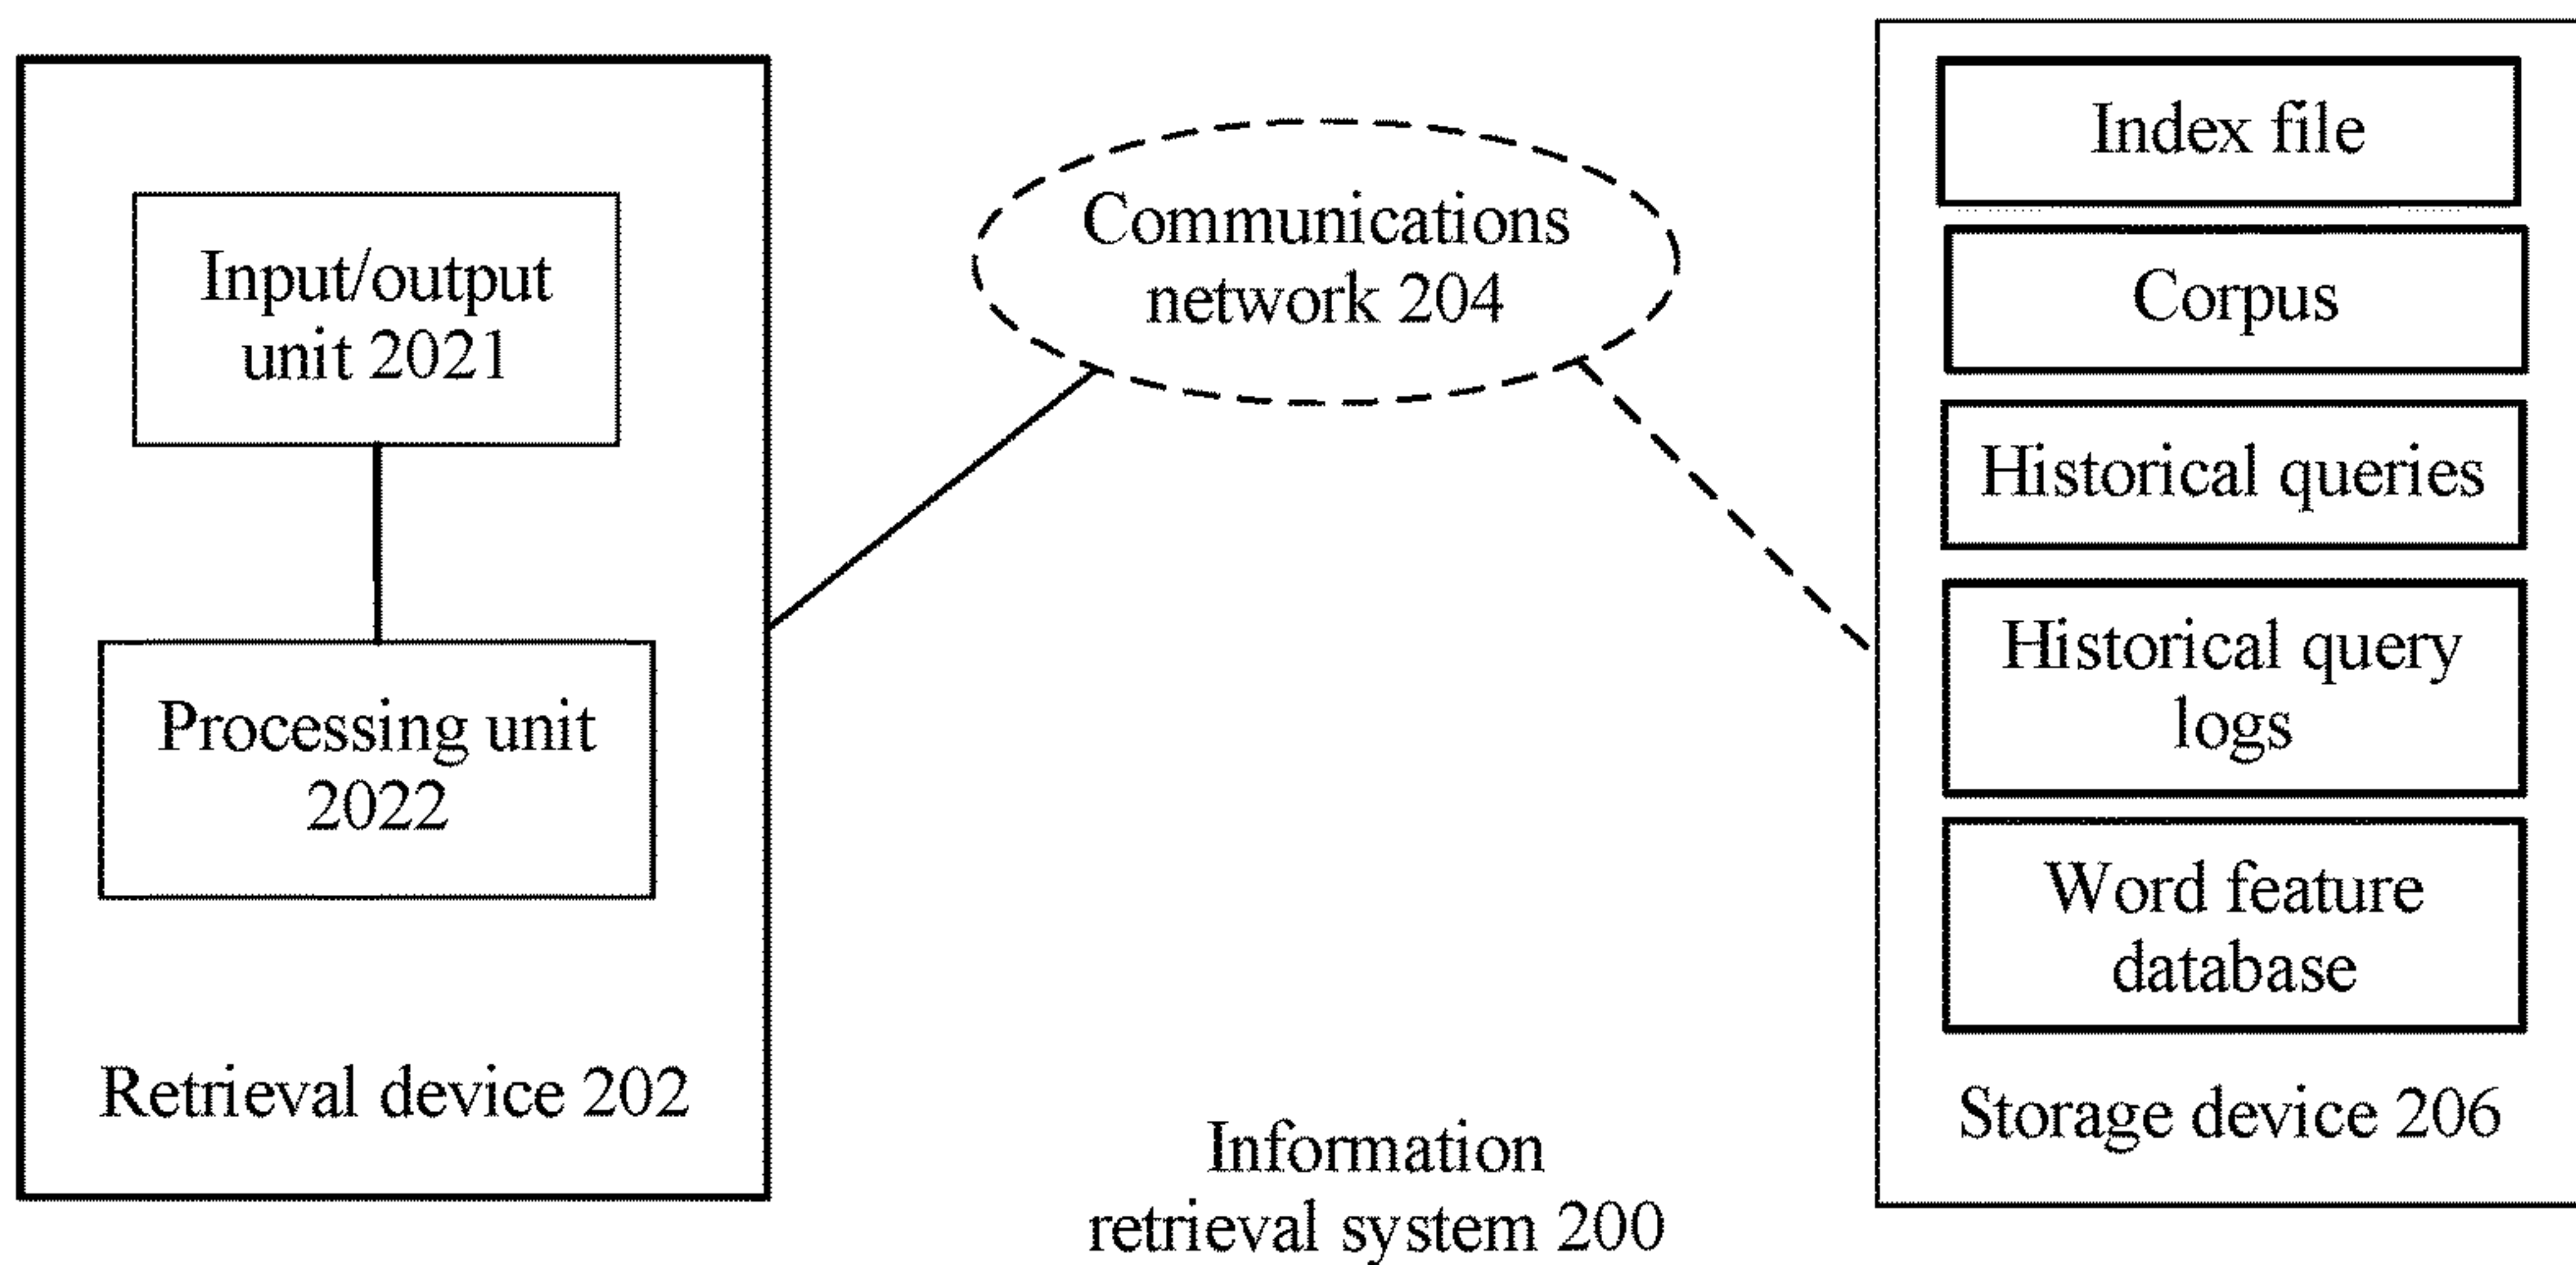 Input/output
unit 2021
Processing unit
2022
Retrieval device 202
Communications
network 204
Information
retrieval system 200
Index file
Corpus
Historical queries
Historical query
logs
Word feature
database
Storage device 206